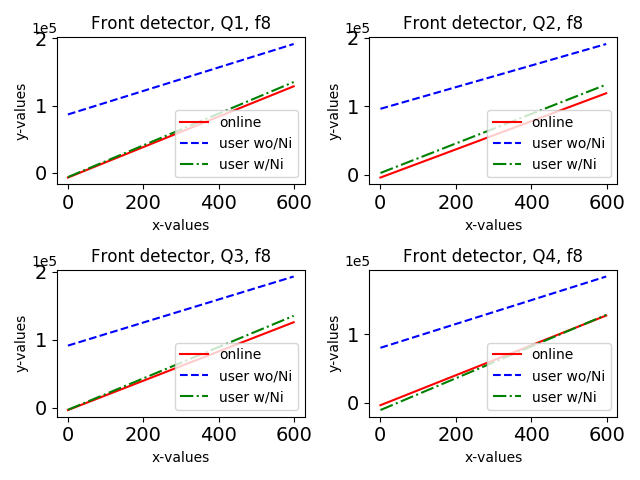 Front detector, Q1, f8
1e5
2
1
0
y-values
online
user wo/Ni
user w/Ni
0 200 400 600
x-values
Front detector, Q2, f8
1e5
2
1
0
y-values
online
user wo/Ni
user w/Ni
0 200 400 600
x-values
Front detector, Q3, f8
1e5
2
1
0
y-values
online
user wo/Ni
user w/Ni
0 200 400 600
x-values
Front detector, Q4, f8
1e5
1
0
y-values
online
user wo/Ni
user w/Ni
0 200 400 600
x-values